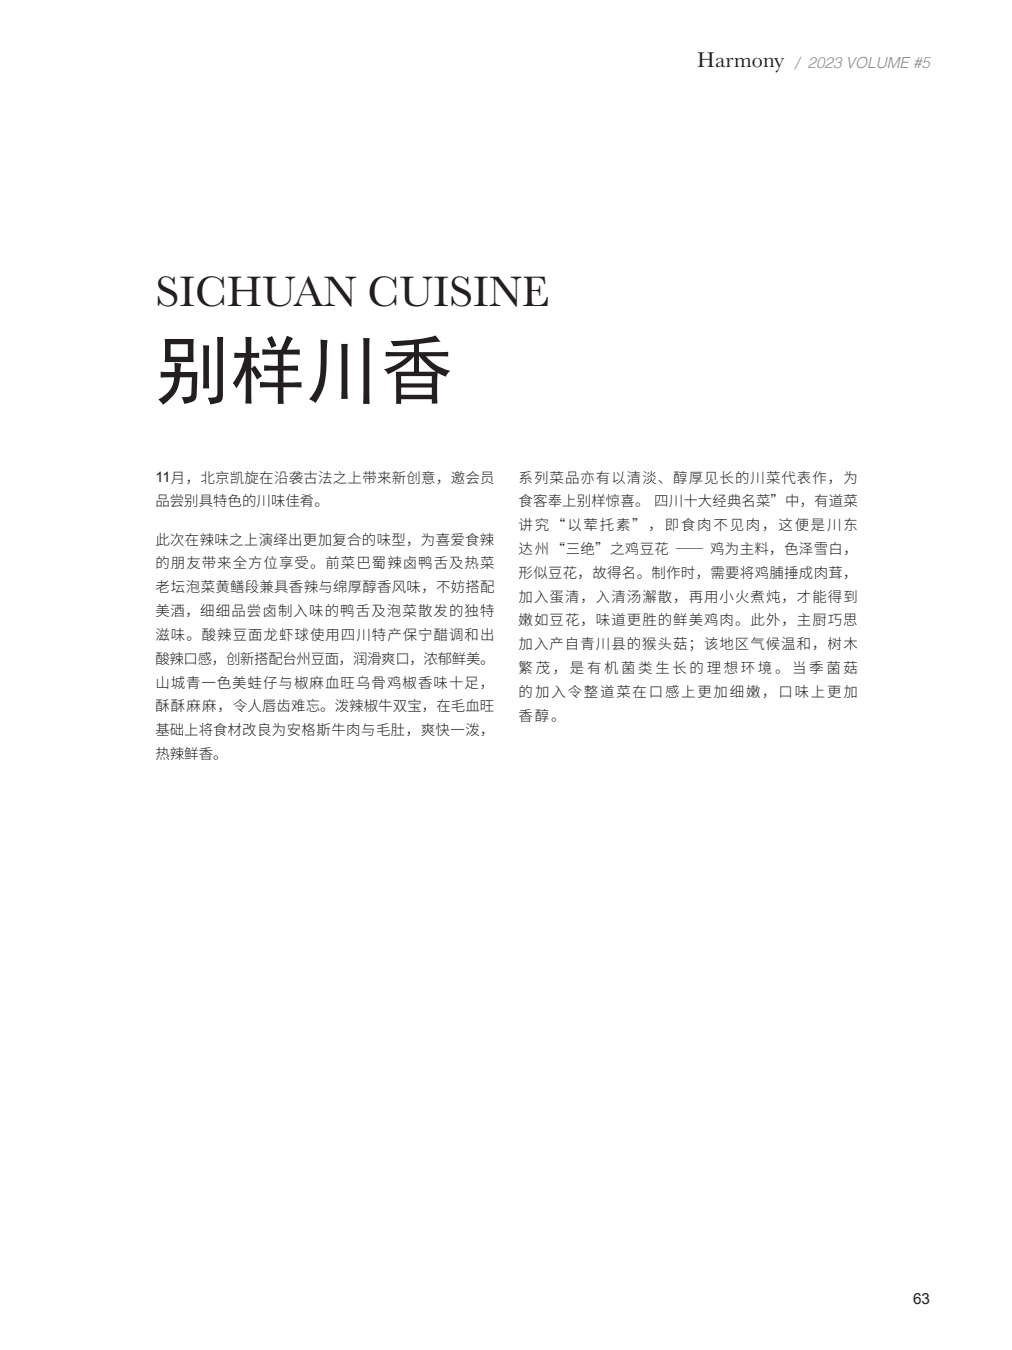 Harmony / 2023 VOLUME #5
SICHUAN CUISINE
别样川香
11月，北京凯旋在沿袭古法之上带来新创意，邀会员
品尝别具特色的川味佳肴。
此次在辣味之上演绎出更加复合的味型，为喜爱食辣
的朋友带来全方位享受。前菜巴蜀辣卤鸭舌及热菜
老坛泡菜黄鳝段兼具香辣与绵厚醇香风味，不妨搭配
美酒，细细品尝卤制入味的鸭舌及泡菜散发的独特
滋味。酸辣豆面龙虾球使用四川特产保宁醋调和出
酸辣口感，创新搭配台州豆面，润滑爽口，浓郁鲜美。
山城青一色美蛙仔与椒麻血旺乌骨鸡椒香味十足，
酥酥麻麻，令人唇齿难忘。泼辣椒牛双宝，在毛血旺
基础上将食材改良为安格斯牛肉与毛肚，爽快一泼，
热辣鲜香。
系列菜品亦有以清淡、醇厚见长的川菜代表作，为
食客奉上别样惊喜。 四川十大经典名菜”中，有道菜
讲究“以荤托素”，即食肉不见肉，这便是川东
达州“三绝”之鸡豆花 —— 鸡为主料，色泽雪白，
形似豆花，故得名。制作时，需要将鸡脯捶成肉茸，
加入蛋清，入清汤澥散，再用小火煮炖，才能得到
嫩如豆花，味道更胜的鲜美鸡肉。此外，主厨巧思
加入产自青川县的猴头菇；该地区气候温和，树木
繁茂，是有机菌类生长的理想环境。当季菌菇
的加入令整道菜在口感上更加细嫩，口味上更加
香醇。
63